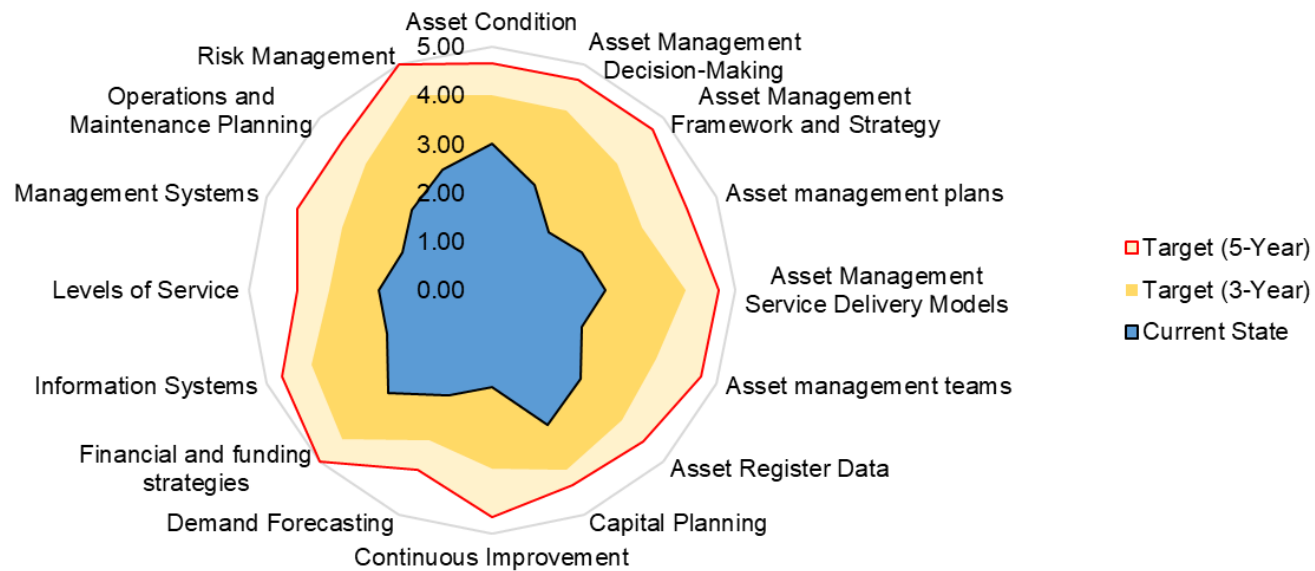 Asset Condition
5.00
4.00
3.00
2.00
1.00
0.00
Asset Management
Decision-Making
Asset Management
Framework and Strategy
Asset management plans
Asset Management
Service Delivery Models
Asset management teams
Asset Register Data
Capital Planning
Continuous Improvement
Demand Forecasting
Financial and funding
strategies
Information Systems
Levels of Service
Management Systems
Operations and
Maintenance Planning
Risk Management
Target (5-Year)
Target (3-Year)
Current State